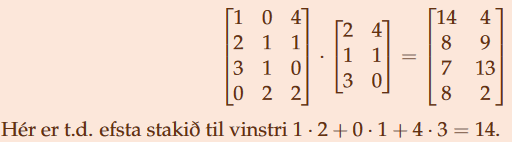 [1 0 4] [2 4] [14 4]
[2 1 1] · [1 1] = [8 9]
[3 1 0] [3 0] [7 13]
[0 2 2] [8 2]
Hér er t.d. efsta stakið til vinstri 1 · 2 + 0 · 1 + 4 · 3 = 14.